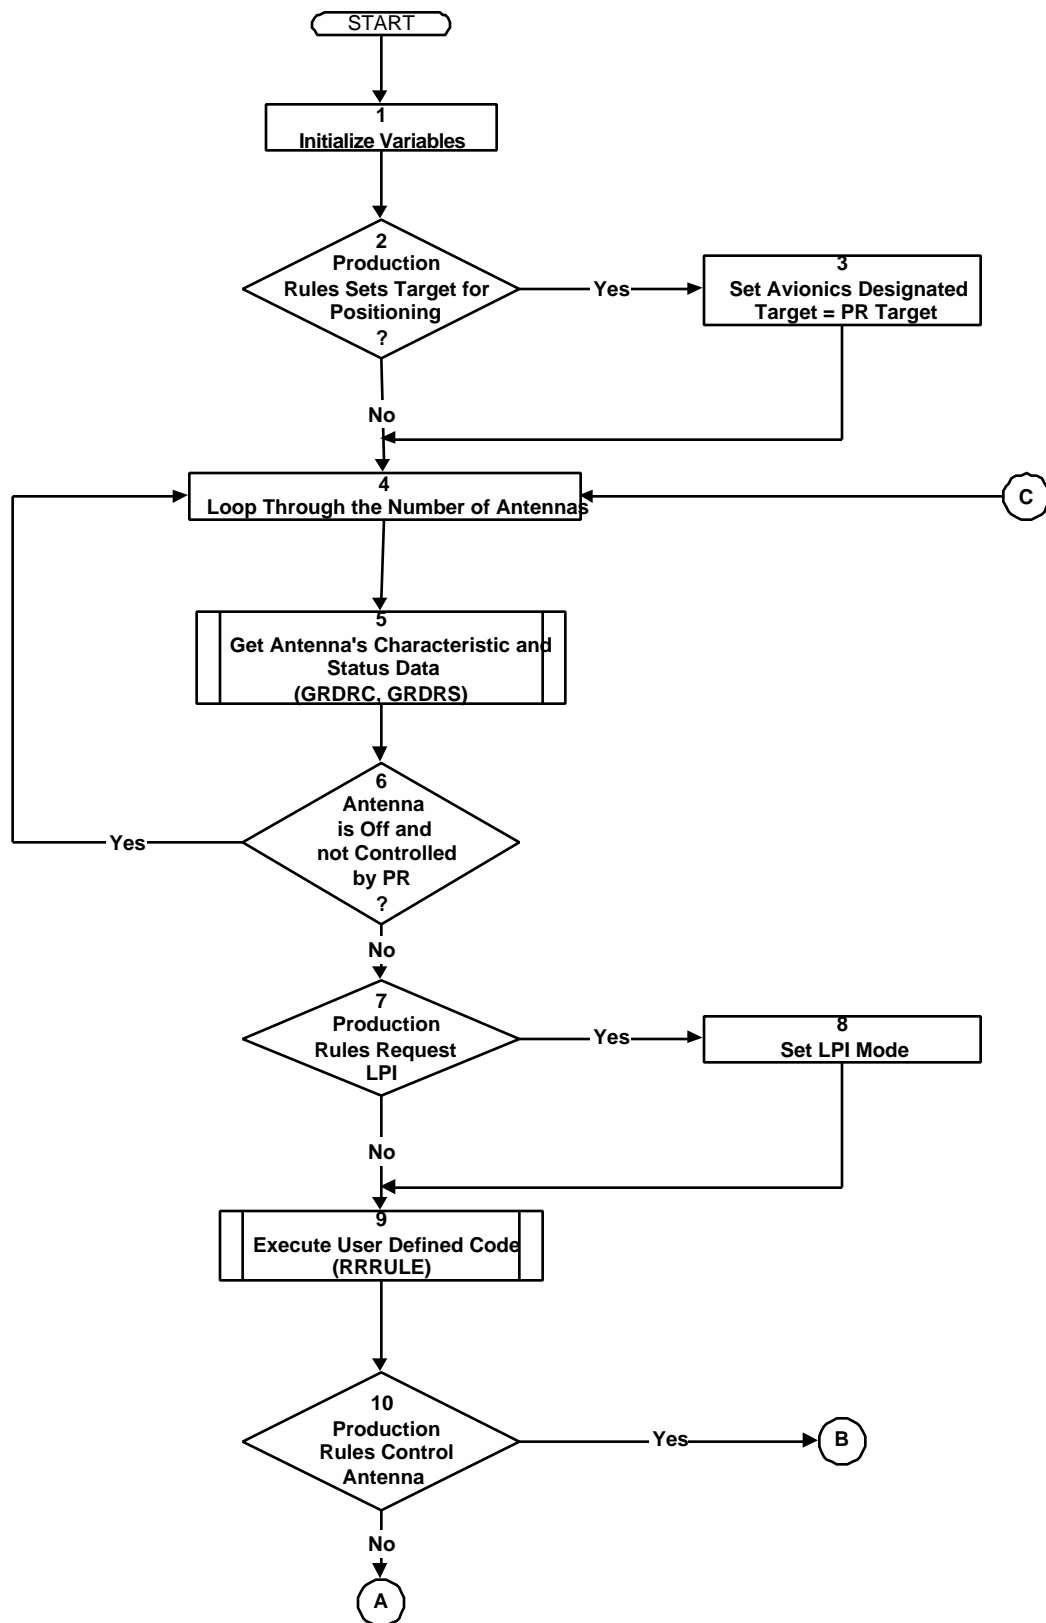 START
1
Initialize Variables
2
Production
Rules Sets Target for
Positioning
?
Yes
3
Set Avionics Designated
Target = PR Target
No
4
Loop Through the Number of Antennas
C
5
Get Antenna's Characteristic and
Status Data
(GRDRC, GRDRS)
6
Antenna
is Off and
not Controlled
by PR
?
Yes
No
7
Production
Rules Request
LPI
Yes
8
Set LPI Mode
No
9
Execute User Defined Code
(RRRULE)
10
Production
Rules Control
Antenna
Yes
B
No
A